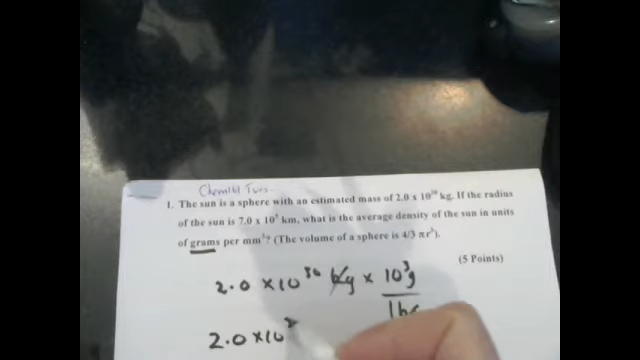 1. The sun is a sphere with an estimated mass of 2.0 x 10³⁰ kg. If the radius
of the sun is 7.0 x 10⁵ km, what is the average density of the sun in units
of grams per mm³? (The volume of a sphere is 4/3 πr³).
(5 Points)
2.0 ×10³⁰ kg × 10³g
1kg
2.0 ×10